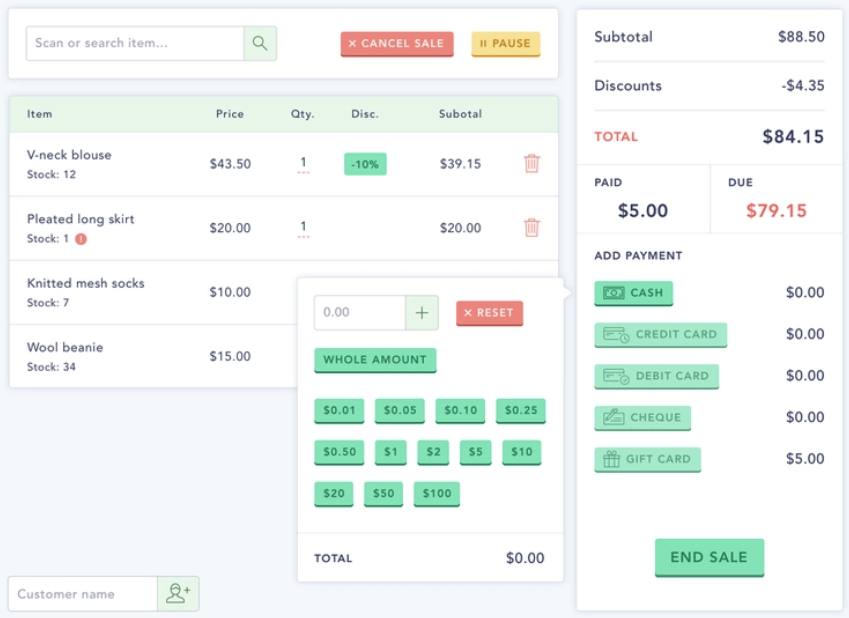 Scan or search item...
× CANCEL SALE
II PAUSE
Item Price Qty. Disc. Subotal
V-neck blouse
Stock: 12
$43.50 1 -10% $39.15
Pleated long skirt
Stock: 1 !
$20.00 1 $20.00
Knitted mesh socks
Stock: 7
$10.00
Wool beanie
Stock: 34
$15.00
0.00 +
× RESET
WHOLE AMOUNT
$0.01 $0.05 $0.10 $0.25
$0.50 $1 $2 $5 $10
$20 $50 $100
TOTAL $0.00
Customer name
Subtotal $88.50
Discounts -$4.35
TOTAL $84.15
PAID DUE
$5.00 $79.15
ADD PAYMENT
CASH $0.00
CREDIT CARD $0.00
DEBIT CARD $0.00
CHEQUE $0.00
GIFT CARD $5.00
END SALE